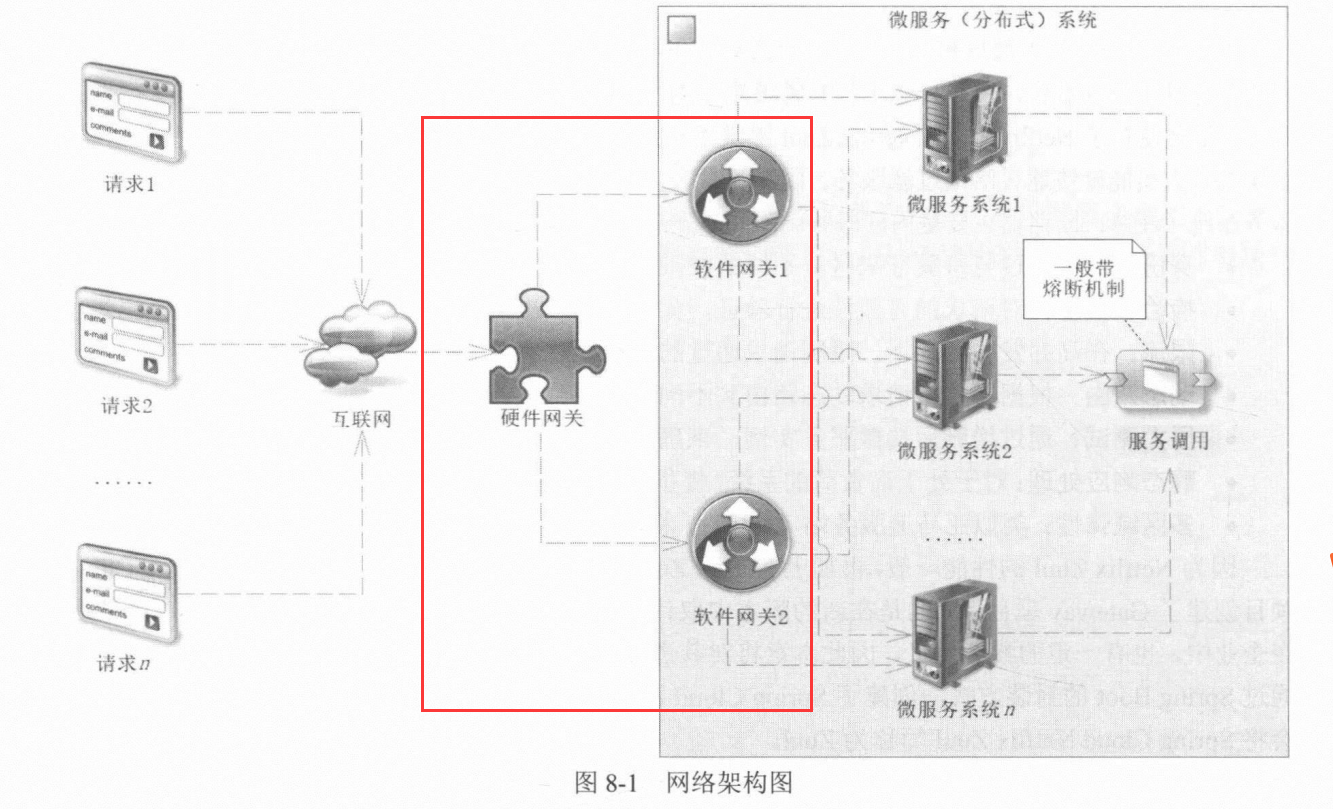 微服务（分布式）系统
name
e-mail
comments
请求1
微服务系统1
软件网关1
一般带
熔断机制
name
e-mail
comments
请求2
互联网
硬件网关
微服务系统2
服务调用
......
......
name
e-mail
comments
请求n
软件网关2
微服务系统n
图 8-1 网络架构图